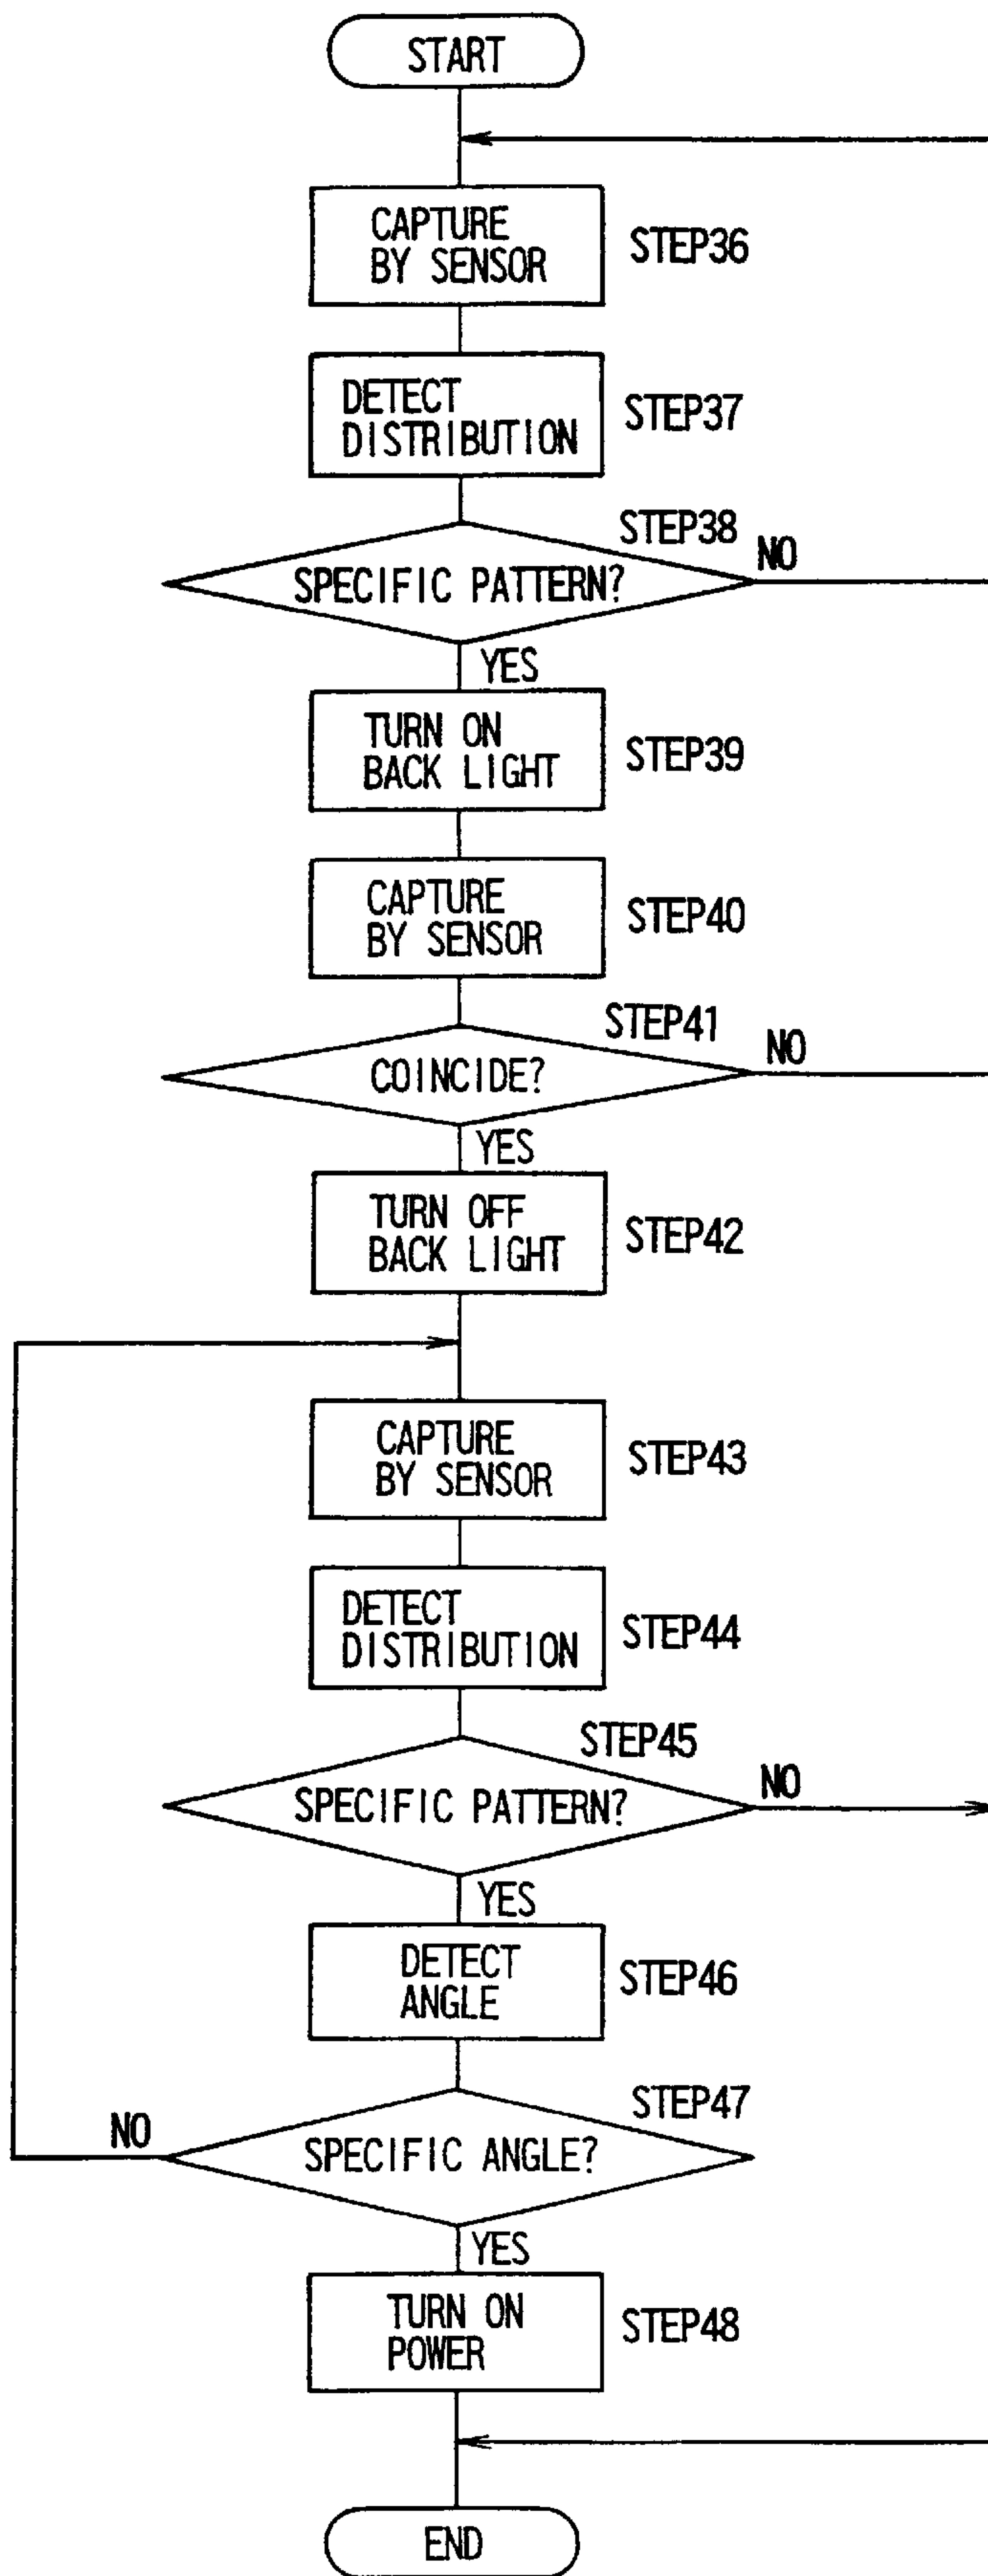 START
CAPTURE
BY SENSOR
STEP36
DETECT
DISTRIBUTION
STEP37
STEP38
SPECIFIC PATTERN?
NO
YES
TURN ON
BACK LIGHT
STEP39
CAPTURE
BY SENSOR
STEP40
STEP41
COINCIDE?
NO
YES
TURN OFF
BACK LIGHT
STEP42
CAPTURE
BY SENSOR
STEP43
DETECT
DISTRIBUTION
STEP44
STEP45
SPECIFIC PATTERN?
NO
YES
DETECT
ANGLE
STEP46
STEP47
NO
SPECIFIC ANGLE?
YES
TURN ON
POWER
STEP48
END